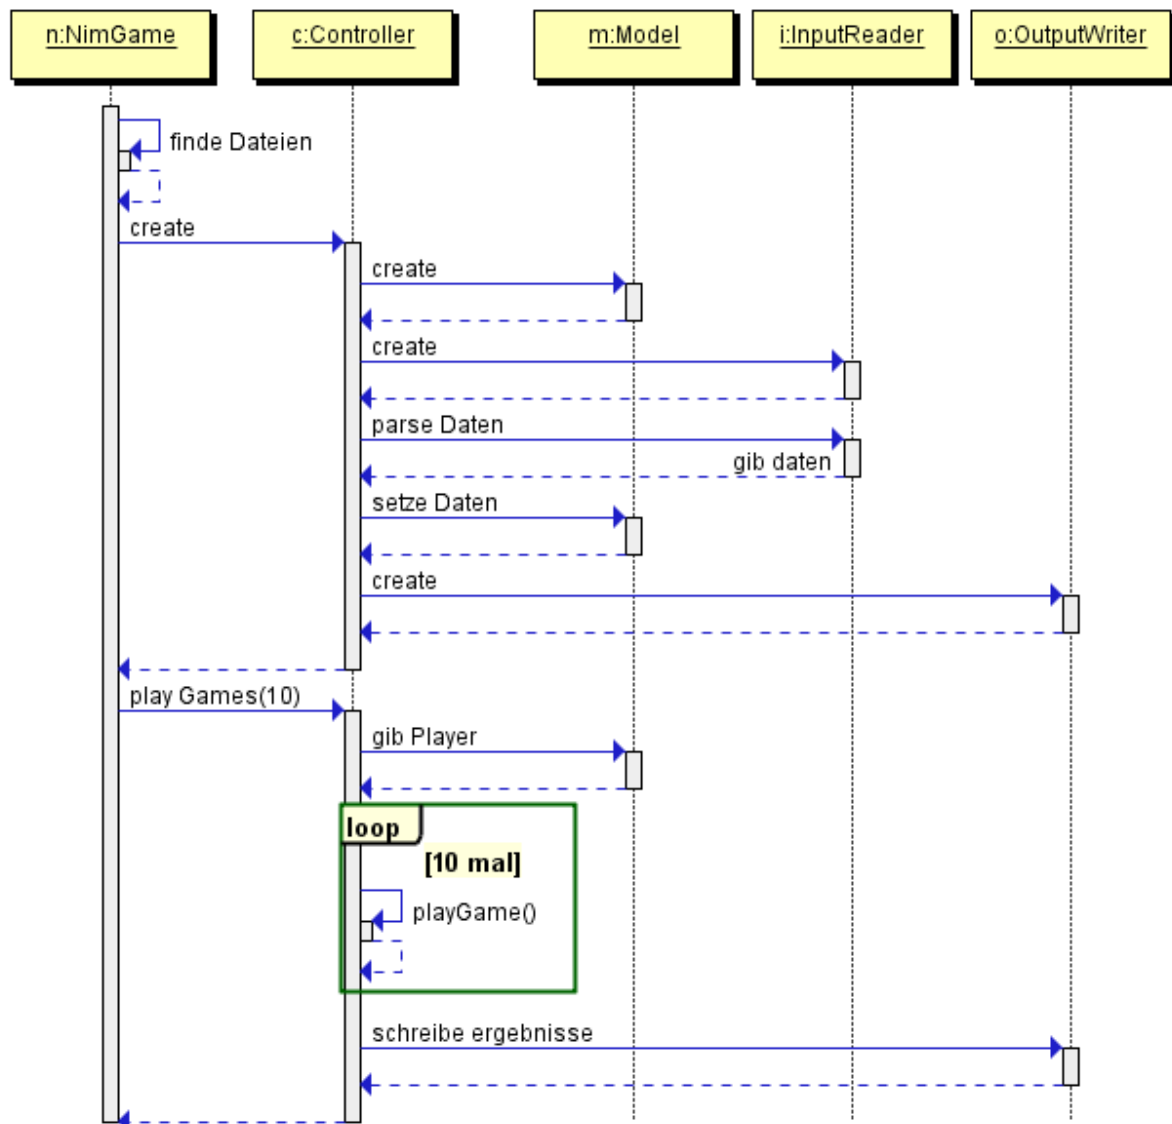 n:NimGame
c:Controller
m:Model
i:InputReader
o:OutputWriter
finde Dateien
create
create
create
parse Daten
gib daten
setze Daten
create
play Games(10)
gib Player
loop
[10 mal]
playGame()
schreibe ergebnisse